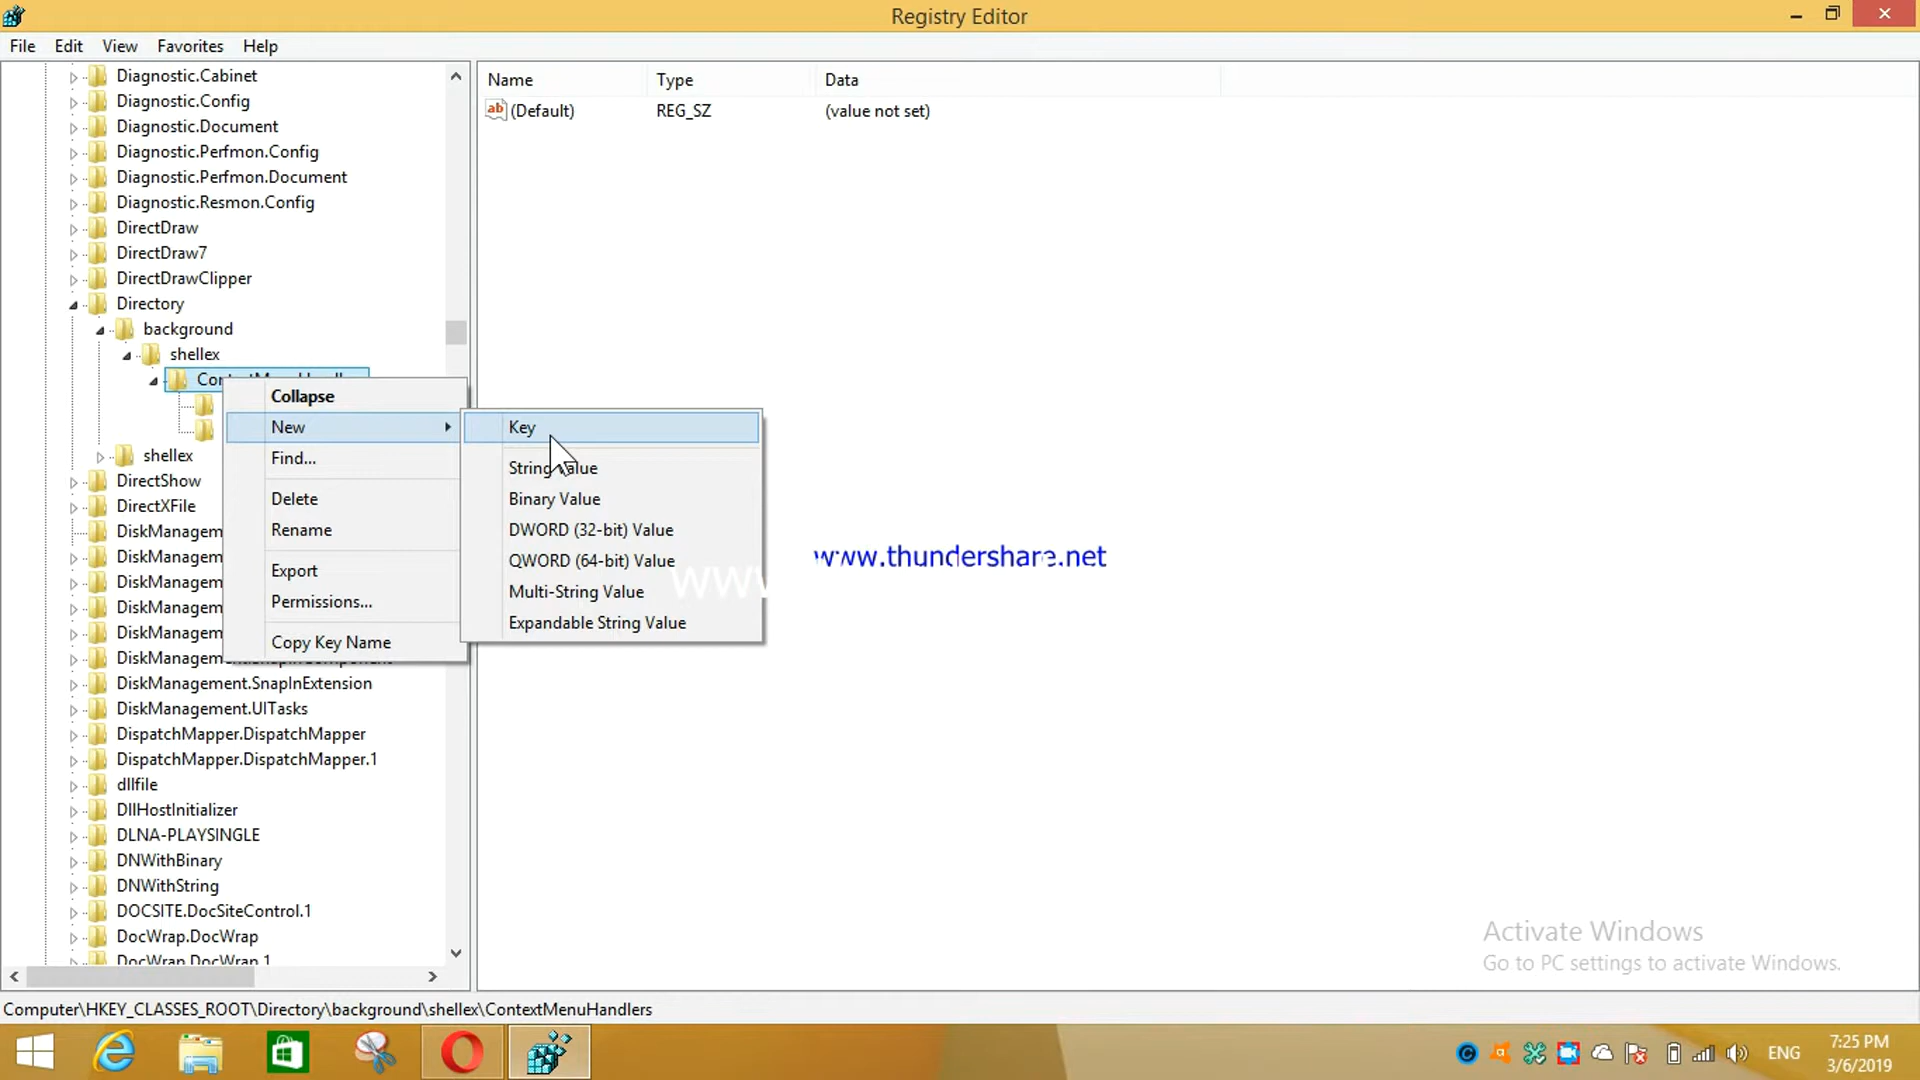 Registry Editor
File Edit View Favorites Help
Diagnostic.Cabinet
Diagnostic.Config
Diagnostic.Document
Diagnostic.Perfmon.Config
Diagnostic.Perfmon.Document
Diagnostic.Resmon.Config
DirectDraw
DirectDraw7
DirectDrawClipper
Directory
background
shellex
shellex
DirectShow
DirectXFile
DiskManagement.SnapInExtension
DiskManagement.UITasks
DispatchMapper.DispatchMapper
DispatchMapper.DispatchMapper.1
dllfile
DllHostInitializer
DLNA-PLAYSINGLE
DNWithBinary
DNWithString
DOCSITE.DocSiteControl.1
DocWrap.DocWrap
DocWrap.DocWrap.1
Collapse
New
Find...
Delete
Rename
Export
Permissions...
Copy Key Name
Key
String Value
Binary Value
DWORD (32-bit) Value
QWORD (64-bit) Value
Multi-String Value
Expandable String Value
Name Type Data
(Default) REG_SZ (value not set)
www.thundershare.net
Activate Windows
Go to PC settings to activate Windows.
Computer\HKEY_CLASSES_ROOT\Directory\background\shellex\ContextMenuHandlers
ENG
7:25 PM
3/6/2019